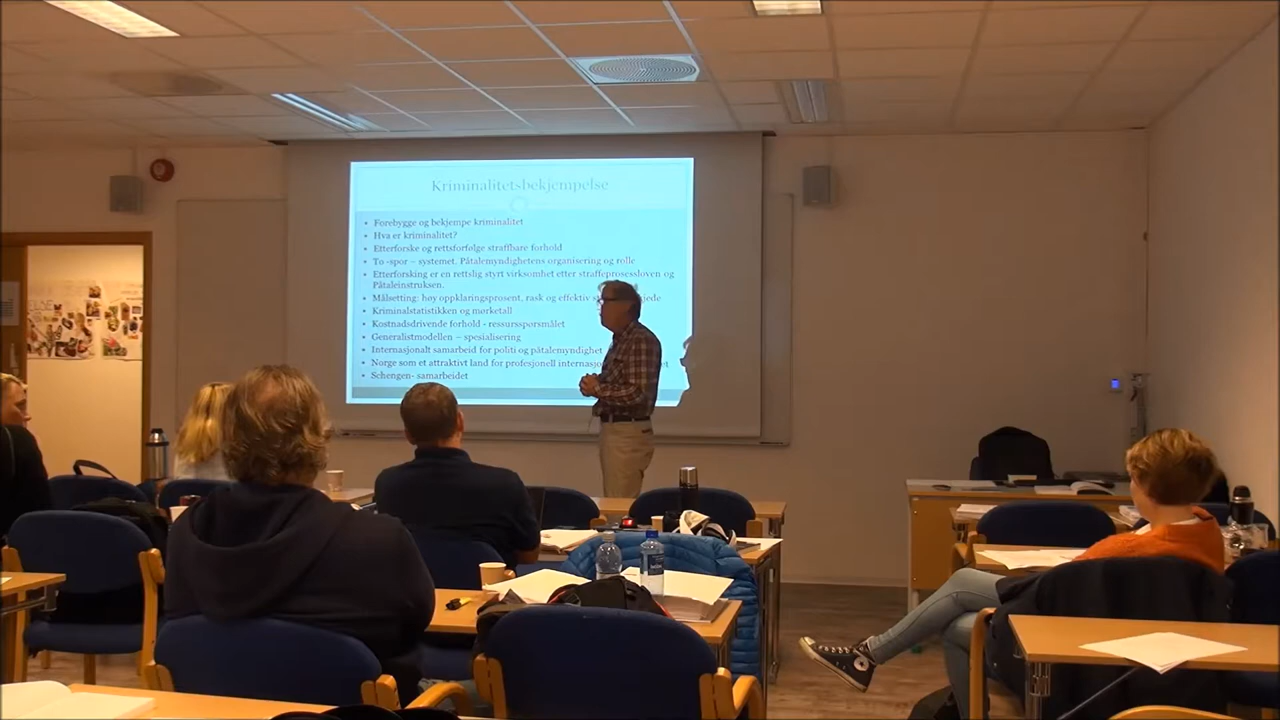 Kriminalitetsbekjempelse
• Forebygge og bekjempe kriminalitet
• Hva er kriminalitet?
• Etterforske og rettsforfølge straffbare forhold
• To -spor – systemet. Påtalemyndighetens organisering og rolle
• Etterforsking er en rettslig styrt virksomhet etter straffeprosessloven og
Påtaleinstruksen.
• Målsetting: høy oppklaringsprosent, rask og effektiv
• Kriminalstatistikken og mørketall
• Kostnadsdrivende forhold - ressursspørsmålet
• Generalistmodellen – spesialisering
• Internasjonalt samarbeid for politi og påtalemyndighet
• Norge som et attraktivt land for profesjonell
• Schengen- samarbeidet